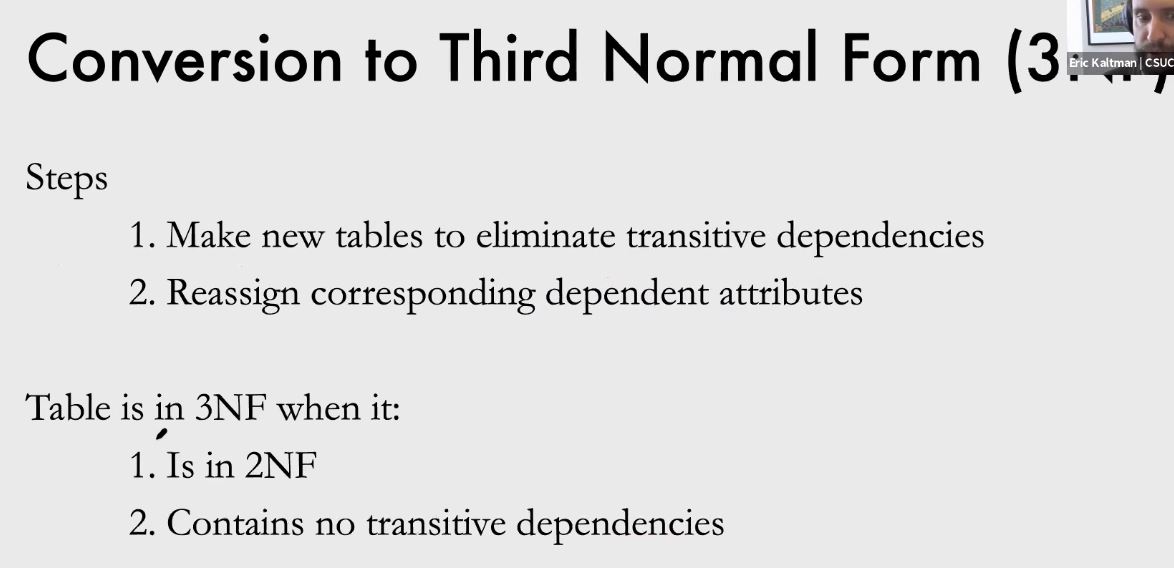 Conversion to Third Normal Form (3
Eric Kaltman | CSUC
Steps
1. Make new tables to eliminate transitive dependencies
2. Reassign corresponding dependent attributes
Table is in 3NF when it:
1. Is in 2NF
2. Contains no transitive dependencies